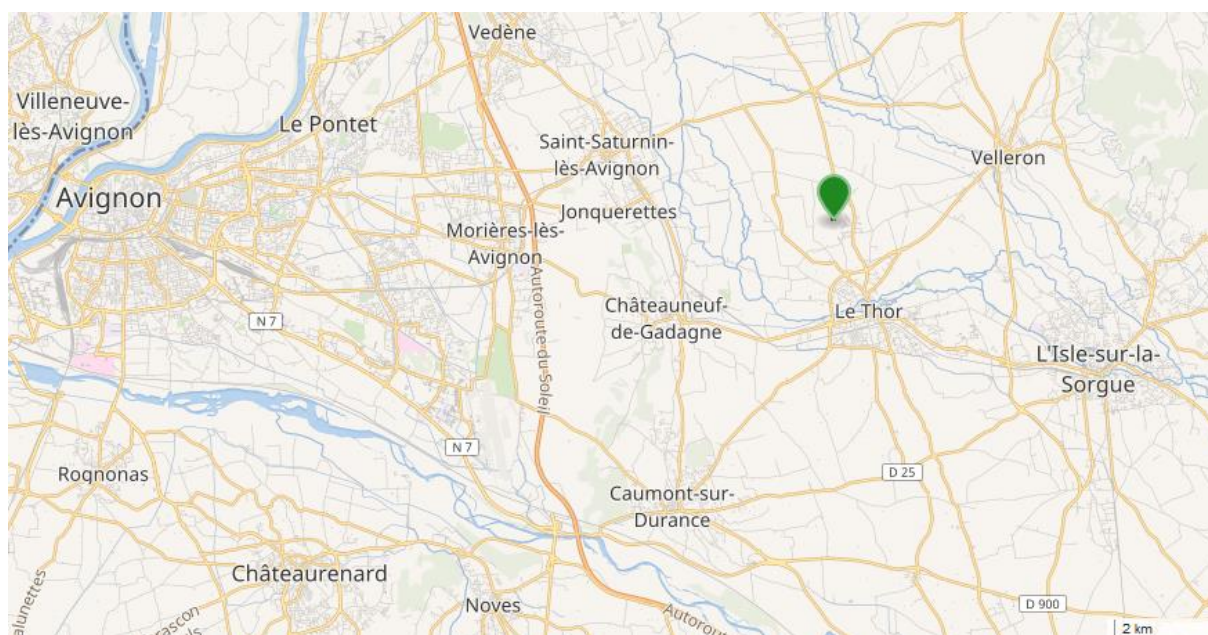 Vedène
Villeneuve-
lès-Avignon
Le Pontet
Saint-Saturnin-
lès-Avignon
Velleron
Avignon
Jonquerettes
Morières-lès-
Avignon
Autoroute du Soleil
Châteauneuf-
de-Gadagne
Le Thor
N 7
L'Isle-sur-la-
Sorgue
N 7
Rognonas
D 25
Caumont-sur-
Durance
Châteaurenard
Noves
D 900
Autorou
2 km